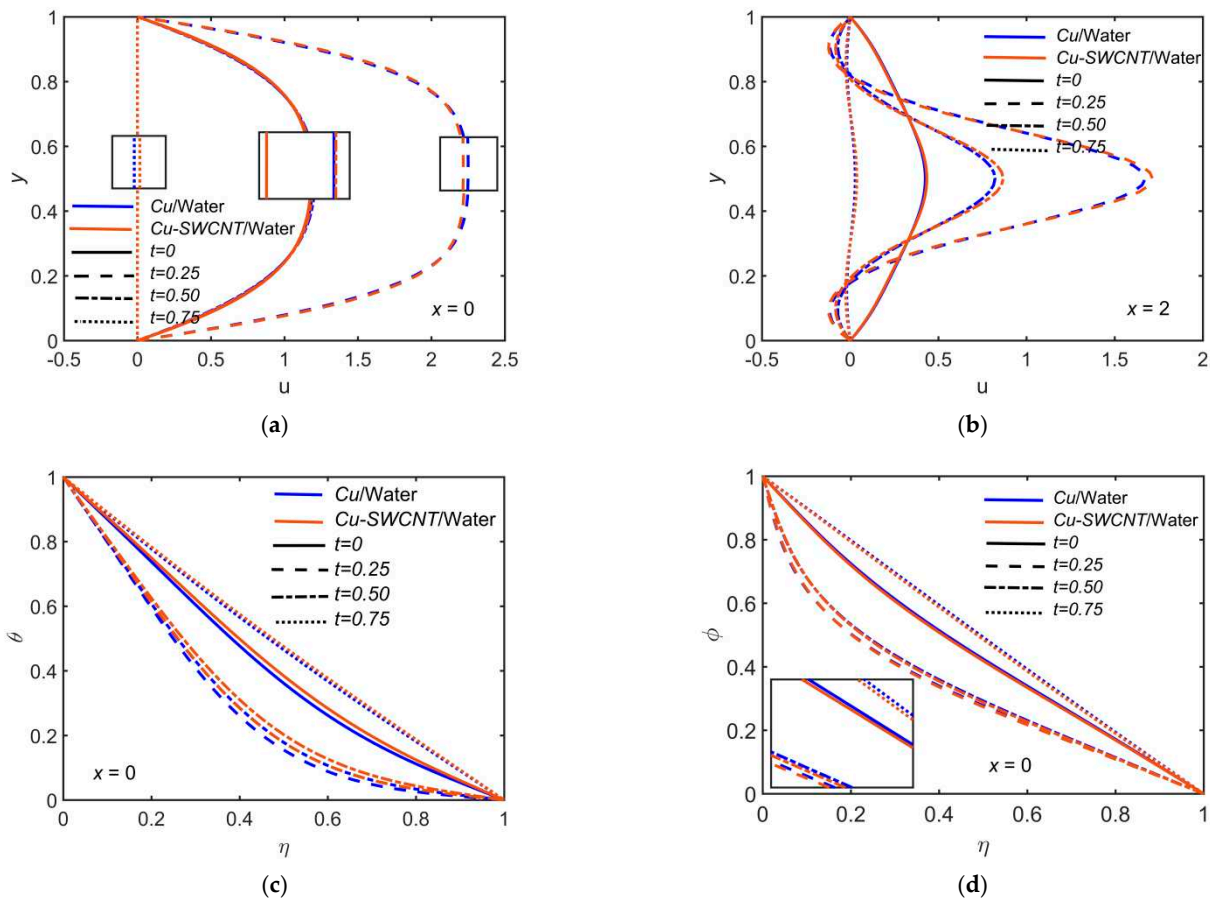 1
0.8
0.6
0.4
0.2
0
y
Cu/Water
Cu-SWCNT/Water
t=0
t=0.25
t=0.50
t=0.75
x = 0
-0.5 0 0.5 1 1.5 2 2.5
u
(a)
1
0.8
0.6
0.4
0.2
0
y
Cu/Water
Cu-SWCNT/Water
t=0
t=0.25
t=0.50
t=0.75
x = 2
-0.5 0 0.5 1 1.5 2
u
(b)
1
0.8
0.6
0.4
0.2
0
θ
Cu/Water
Cu-SWCNT/Water
t=0
t=0.25
t=0.50
t=0.75
x = 0
0 0.2 0.4 0.6 0.8 1
η
(c)
1
0.8
0.6
0.4
0.2
0.0
ϕ
Cu/Water
Cu-SWCNT/Water
t=0
t=0.25
t=0.50
t=0.75
x = 0
0 0.2 0.4 0.6 0.8 1
η
(d)